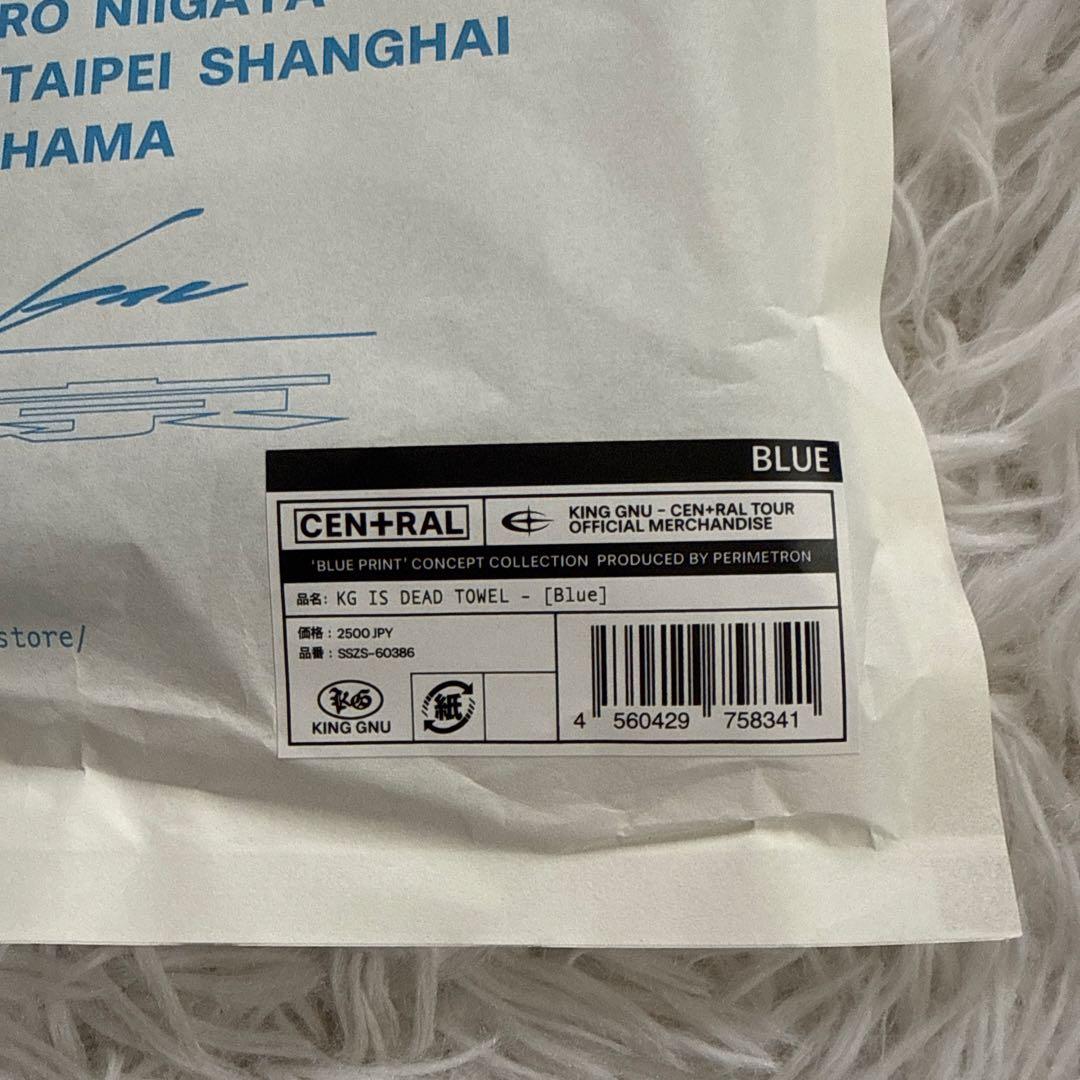 RO NIIGATA
TAIPEI SHANGHAI
HAMA
store/
BLUE
CEN+RAL
KING GNU – CEN+RAL TOUR
OFFICIAL MERCHANDISE
'BLUE PRINT' CONCEPT COLLECTION PRODUCED BY PERIMETRON
品名: KG IS DEAD TOWEL – [Blue]
価格 : 2500 JPY
品番 : SSZS-60386
KG
KING GNU
紙
4 560429 758341